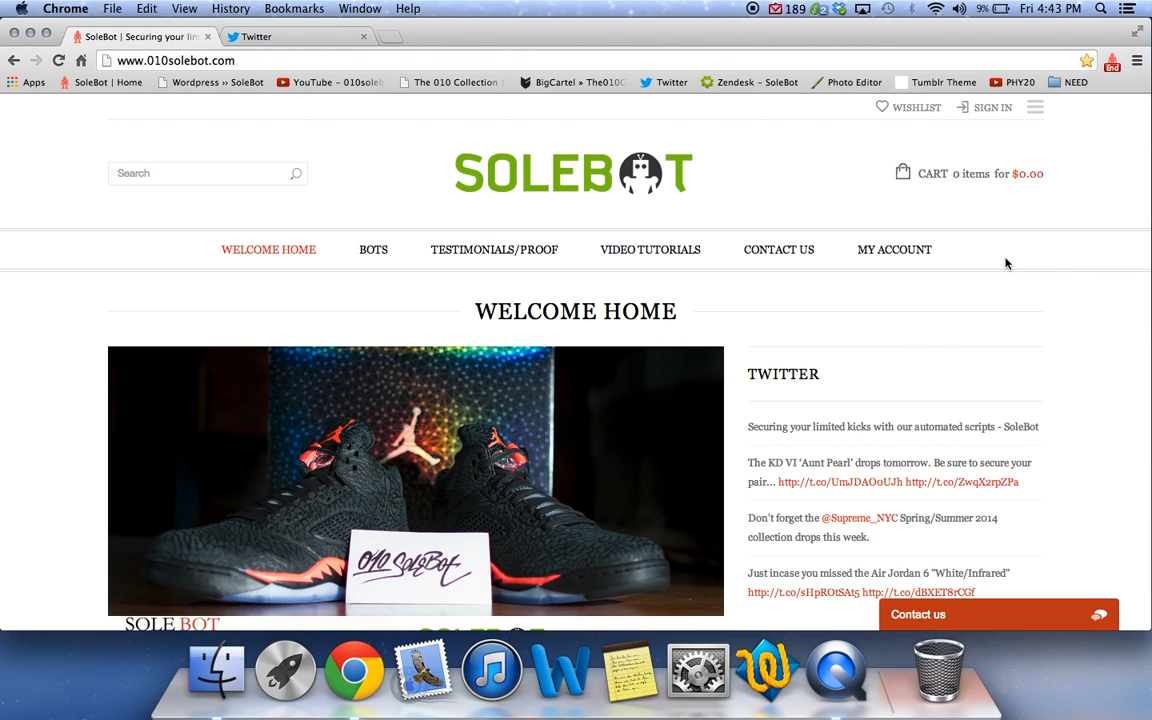 Chrome File Edit View History Bookmarks Window Help 189 2 9% Fri 4:43 PM
SoleBot | Securing your lim Twitter
www.010solebot.com
Apps SoleBot | Home Wordpress >> SoleBot YouTube - 010soleb The 010 Collection BigCartel » The010C Twitter Zendesk - SoleBot Photo Editor Tumblr Theme PHY20 NEED
End
WISHLIST SIGN IN
Search SOLEBOT CART 0 items for $0.00
WELCOME HOME BOTS TESTIMONIALS/PROOF VIDEO TUTORIALS CONTACT US MY ACCOUNT
WELCOME HOME
TWITTER
Securing your limited kicks with our automated scripts - SoleBot
The KD VI ‘Aunt Pearl’ drops tomorrow. Be sure to secure your
pair... http://t.co/UmJDAO0UJh http://t.co/ZwqX2rpZPa
Don't forget the @Supreme_NYC Spring/Summer 2014
collection drops this week.
Just incase you missed the Air Jordan 6 "White/Infrared"
http://t.co/sHpROtSAt5 http://t.co/dBXET8rCGf
010 SoleBot
Contact us
SOLE BOT